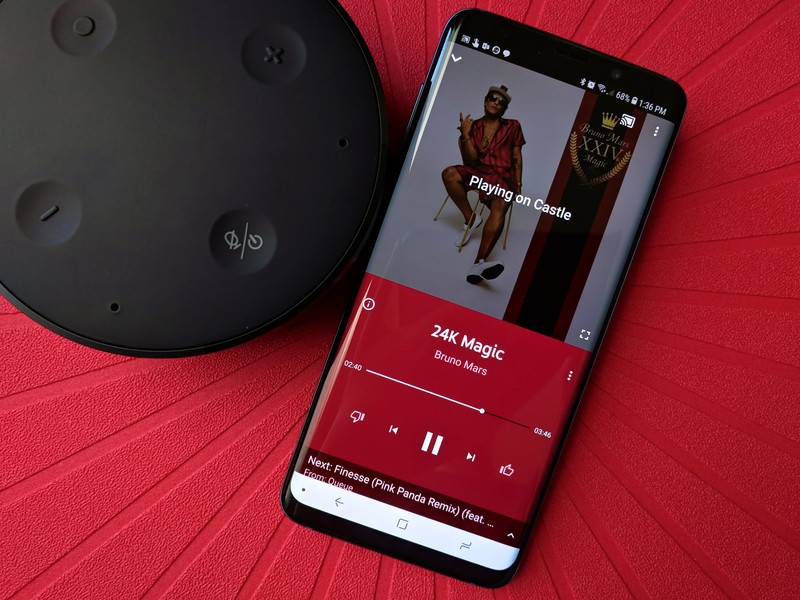 68% 1:36 PM
Bruno Mars
XXIV
Magic
Playing on Castle
24K Magic
Bruno Mars
02:40
03:46
Next: Finesse (Pink Panda Remix) (feat. ...
From: Queue